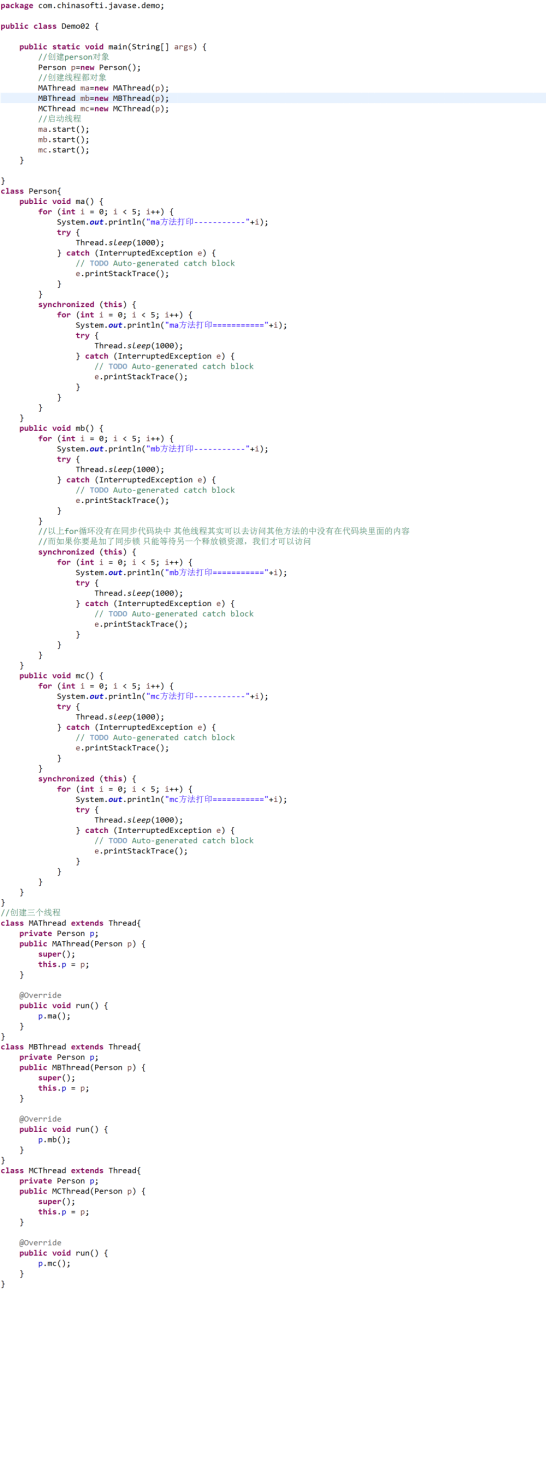 package com.chinasofti.javase.demo;
public class Demo02 {
public static void main(String[] args) {
//创建person对象
Person p=new Person();
//创建线程都对象
MAThread ma=new MAThread(p);
MBThread mb=new MBThread(p);
MCThread mc=new MCThread(p);
//启动线程
ma.start();
mb.start();
mc.start();
}
}
class Person{
public void ma() {
for (int i = 0; i < 5; i++) {
System.out.println("ma方法打印-----------"+i);
try {
Thread.sleep(1000);
} catch (InterruptedException e) {
// TODO Auto-generated catch block
e.printStackTrace();
}
}
synchronized (this) {
for (int i = 0; i < 5; i++) {
System.out.println("ma方法打印==========="+i);
try {
Thread.sleep(1000);
} catch (InterruptedException e) {
// TODO Auto-generated catch block
e.printStackTrace();
}
}
}
}
public void mb() {
for (int i = 0; i < 5; i++) {
System.out.println("mb方法打印-----------"+i);
try {
Thread.sleep(1000);
} catch (InterruptedException e) {
// TODO Auto-generated catch block
e.printStackTrace();
}
}
//以上for循环没有在同步代码块中 其他线程其实可以去访问其他方法的中没有在代码块里面的内容
//而如果你要是加了同步锁 只能等待另一个释放锁资源，我们才可以访问
synchronized (this) {
for (int i = 0; i < 5; i++) {
System.out.println("mb方法打印==========="+i);
try {
Thread.sleep(1000);
} catch (InterruptedException e) {
// TODO Auto-generated catch block
e.printStackTrace();
}
}
}
}
public void mc() {
for (int i = 0; i < 5; i++) {
System.out.println("mc方法打印-----------"+i);
try {
Thread.sleep(1000);
} catch (InterruptedException e) {
// TODO Auto-generated catch block
e.printStackTrace();
}
}
synchronized (this) {
for (int i = 0; i < 5; i++) {
System.out.println("mc方法打印==========="+i);
try {
Thread.sleep(1000);
} catch (InterruptedException e) {
// TODO Auto-generated catch block
e.printStackTrace();
}
}
}
}
}
//创建三个线程
class MAThread extends Thread{
private Person p;
public MAThread(Person p) {
super();
this.p = p;
}
@Override
public void run() {
p.ma();
}
}
class MBThread extends Thread{
private Person p;
public MBThread(Person p) {
super();
this.p = p;
}
@Override
public void run() {
p.mb();
}
}
class MCThread extends Thread{
private Person p;
public MCThread(Person p) {
super();
this.p = p;
}
@Override
public void run() {
p.mc();
}
}